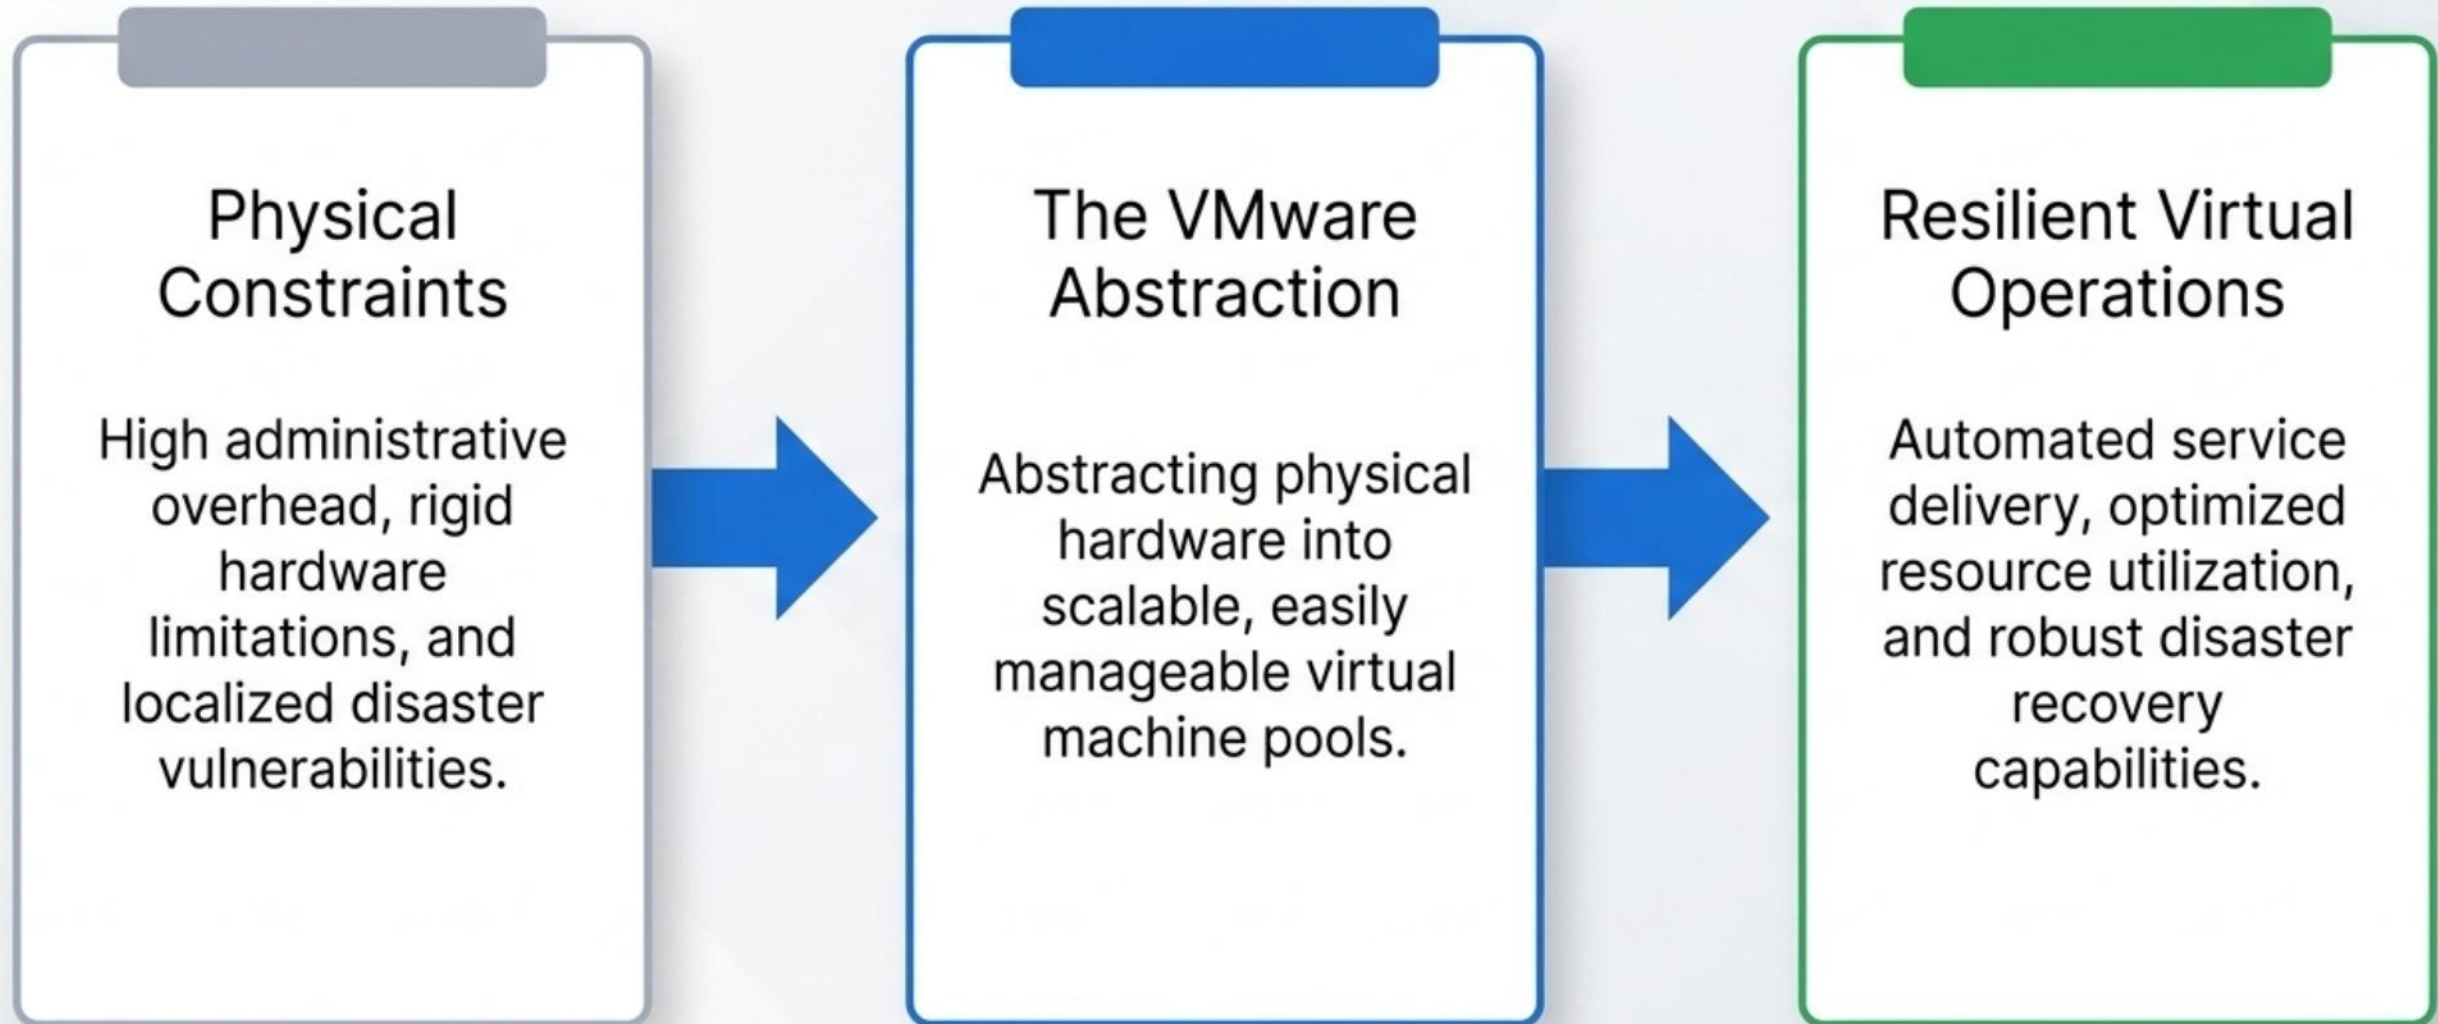 Physical
Constraints
High administrative
overhead, rigid
hardware
limitations, and
localized disaster
vulnerabilities.
The VMware
Abstraction
Abstracting physical
hardware into
scalable, easily
manageable virtual
machine pools.
Resilient Virtual
Operations
Automated service
delivery, optimized
resource utilization,
and robust disaster
recovery
capabilities.